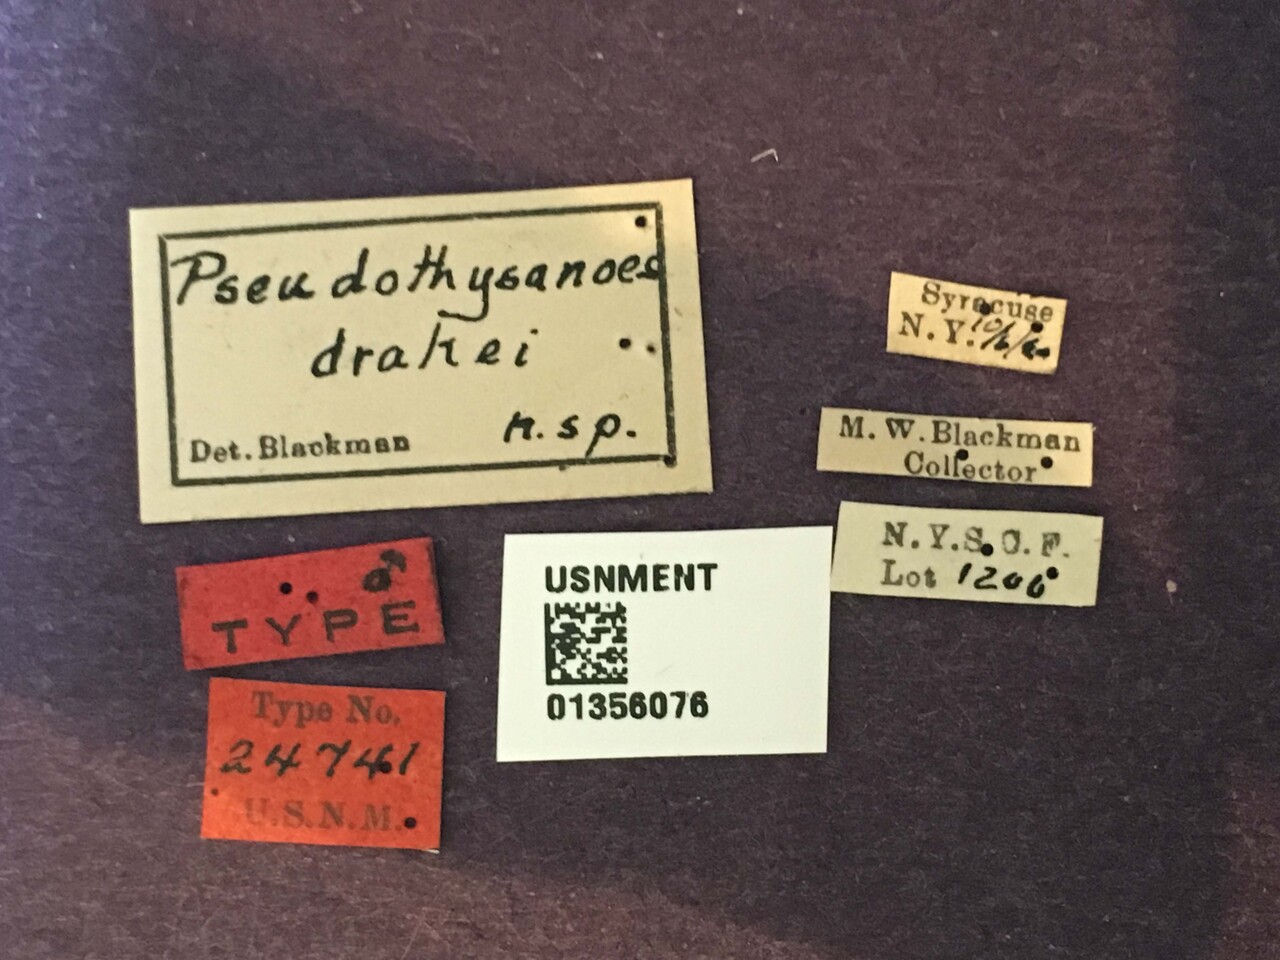 Pseudothysanoes
drakei
n.sp.
Det. Blackman
Syracuse
N. Y.
M. W. Blackman
Collector
N. Y. S. C. F.
Lot 1206
♂
TYPE
Type No.
24741
U.S.N.M.
USNMENT
01356076